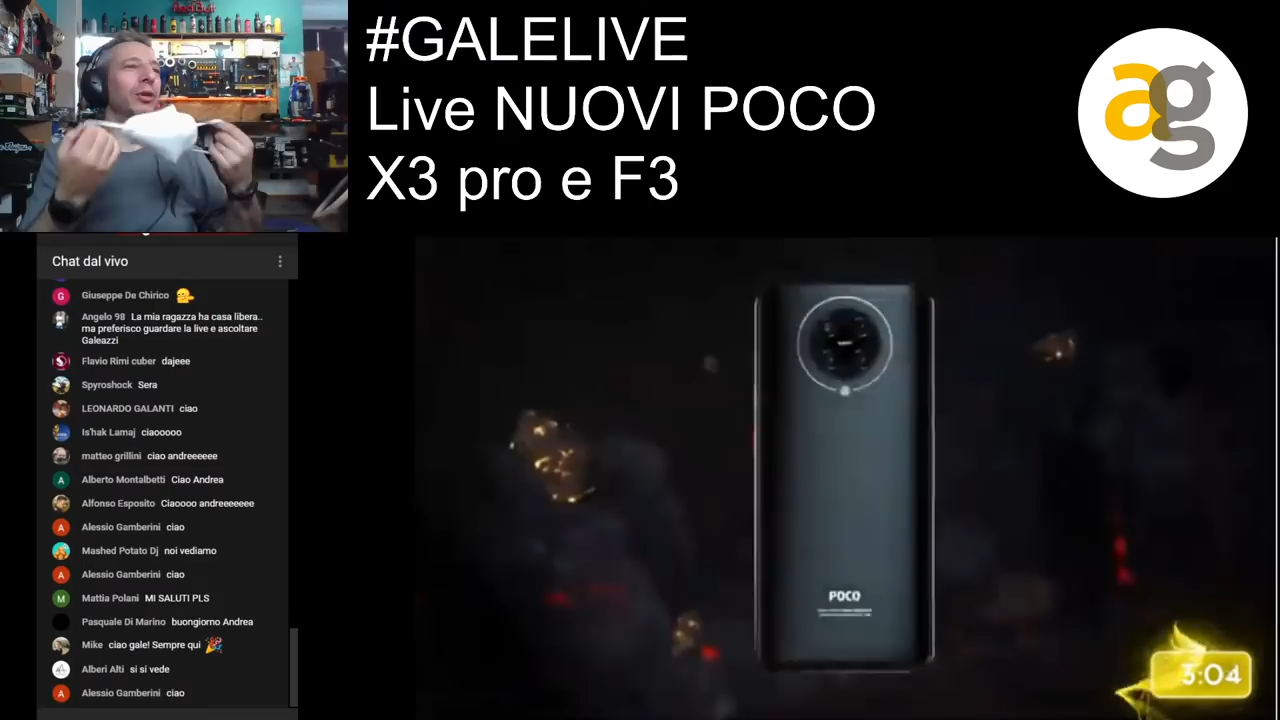 #GALELIVE
Live NUOVI POCO
X3 pro e F3
ag
Chat dal vivo
G Giuseppe De Chirico
Angelo 98 La mia ragazza ha casa libera..
ma preferisco guardare la live e ascoltare
Galeazzi
Flavio Rimi cuber dajeee
Spyroshock Sera
LEONARDO GALANTI ciao
Is'hak Lamaj ciaooooo
matteo grillini ciao andreeeeee
A Alberto Montalbetti Ciao Andrea
Alfonso Esposito Ciaoooo andreeeeeee
A Alessio Gamberini ciao
Mashed Potato Dj noi vediamo
A Alessio Gamberini ciao
M Mattia Polani MI SALUTI PLS
Pasquale Di Marino buongiorno Andrea
Mike ciao gale! Sempre qui
Alberi Alti si si vede
A Alessio Gamberini ciao
POCO
3:04